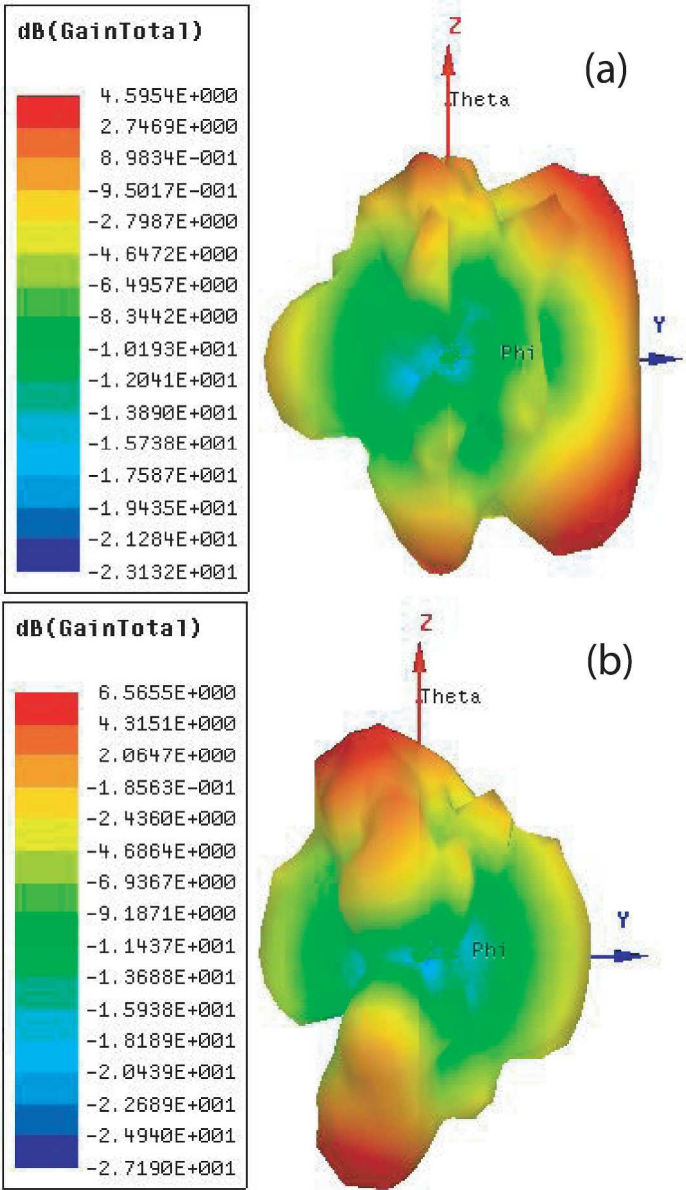 dB(GainTotal)
4.5954E+000
2.7469E+000
8.9834E-001
-9.5017E-001
-2.7987E+000
-4.6472E+000
-6.4957E+000
-8.3442E+000
-1.0193E+001
-1.2041E+001
-1.3890E+001
-1.5738E+001
-1.7587E+001
-1.9435E+001
-2.1284E+001
-2.3132E+001
Z
(a)
Theta
Y
Phi
dB(GainTotal)
6.5655E+000
4.3151E+000
2.0647E+000
-1.8563E-001
-2.4360E+000
-4.6864E+000
-6.9367E+000
-9.1871E+000
-1.1437E+001
-1.3688E+001
-1.5938E+001
-1.8189E+001
-2.0439E+001
-2.2689E+001
-2.4940E+001
-2.7190E+001
Z
(b)
Theta
Y
Phi